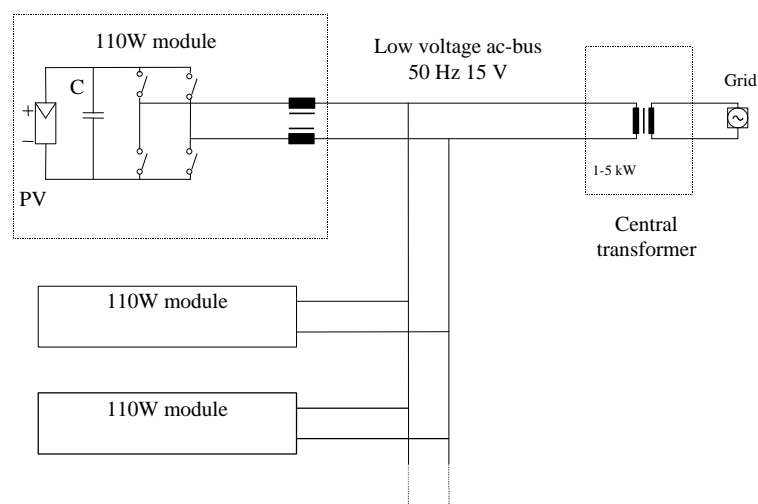 110W module
Low voltage ac-bus
50 Hz 15 V
Grid
C
+
−
1-5 kW
PV
Central
transformer
110W module
110W module